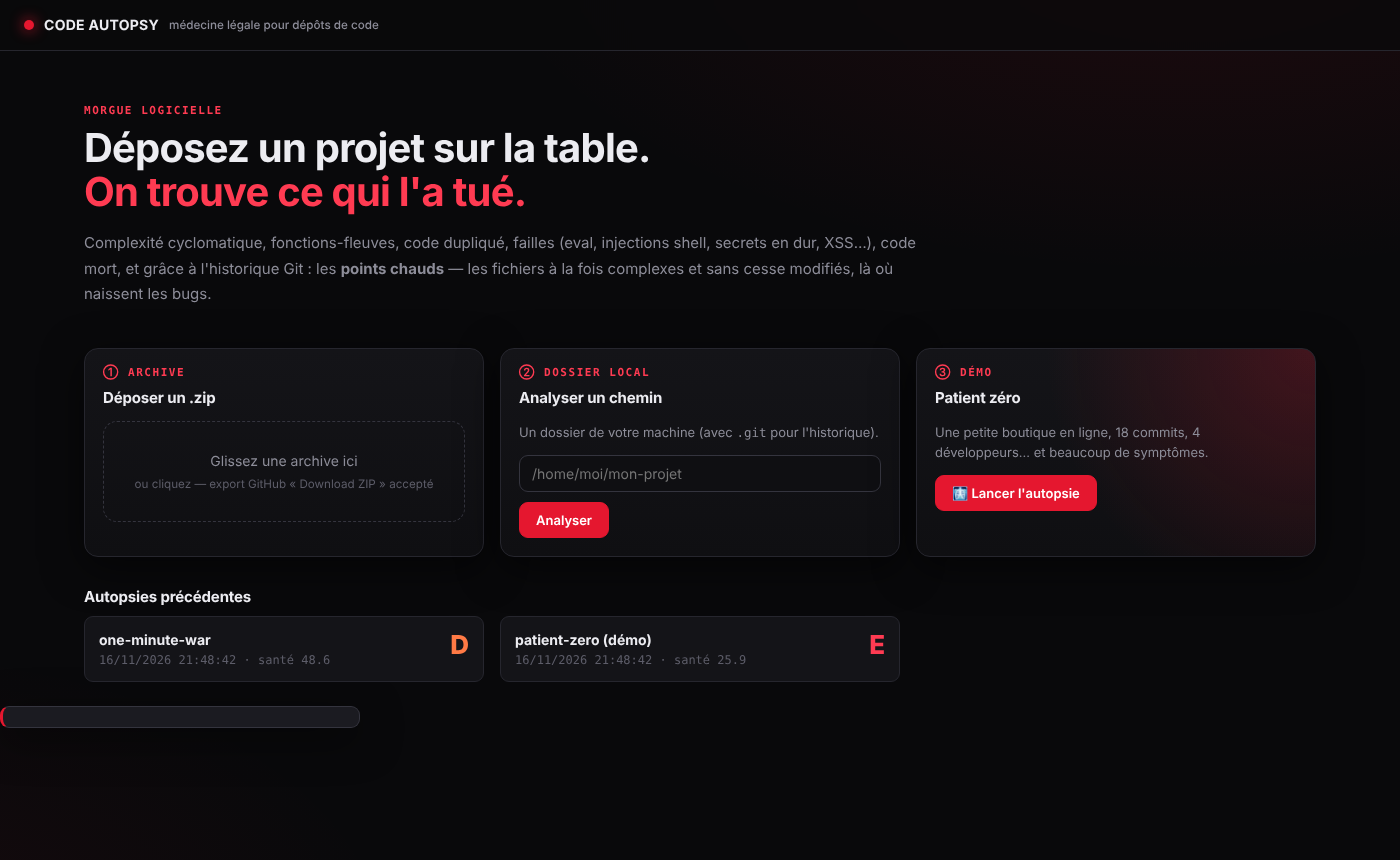 CODE AUTOPSY médecine légale pour dépôts de code
MORGUE LOGICIELLE
Déposez un projet sur la table.
On trouve ce qui l'a tué.
Complexité cyclomatique, fonctions-fleuves, code dupliqué, failles (eval, injections shell, secrets en dur, XSS…), code
mort, et grâce à l'historique Git : les points chauds — les fichiers à la fois complexes et sans cesse modifiés, là où
naissent les bugs.
① ARCHIVE
Déposer un .zip
Glissez une archive ici
ou cliquez — export GitHub « Download ZIP » accepté
② DOSSIER LOCAL
Analyser un chemin
Un dossier de votre machine (avec .git pour l'historique).
/home/moi/mon-projet
Analyser
③ DÉMO
Patient zéro
Une petite boutique en ligne, 18 commits, 4
développeurs… et beaucoup de symptômes.
🩻 Lancer l'autopsie
Autopsies précédentes
one-minute-war
16/11/2026 21:48:42 · santé 48.6
D
patient-zero (démo)
16/11/2026 21:48:42 · santé 25.9
E